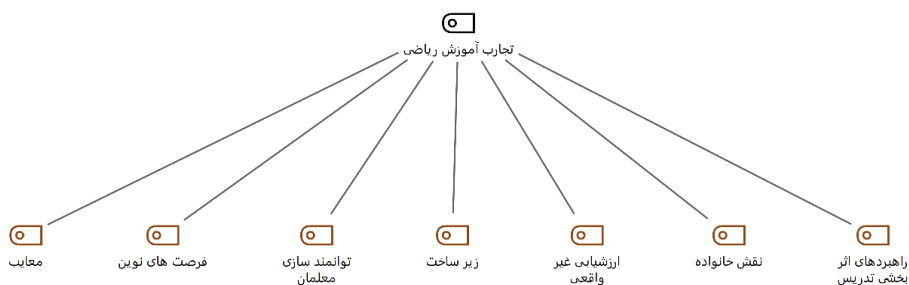 تجارب آموزش ریاضی
راهبردهای اثر
بخشی تدریس
نقش خانواده
ارزشیابی غیر
واقعی
زیر ساخت
توانمند سازی
معلمان
فرصت های نوین
معایب